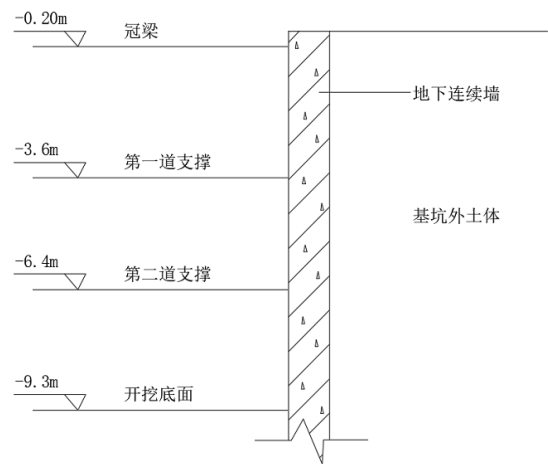 -0.20m
冠梁
地下连续墙
-3.6m
第一道支撑
基坑外土体
-6.4m
第二道支撑
-9.3m
开挖底面